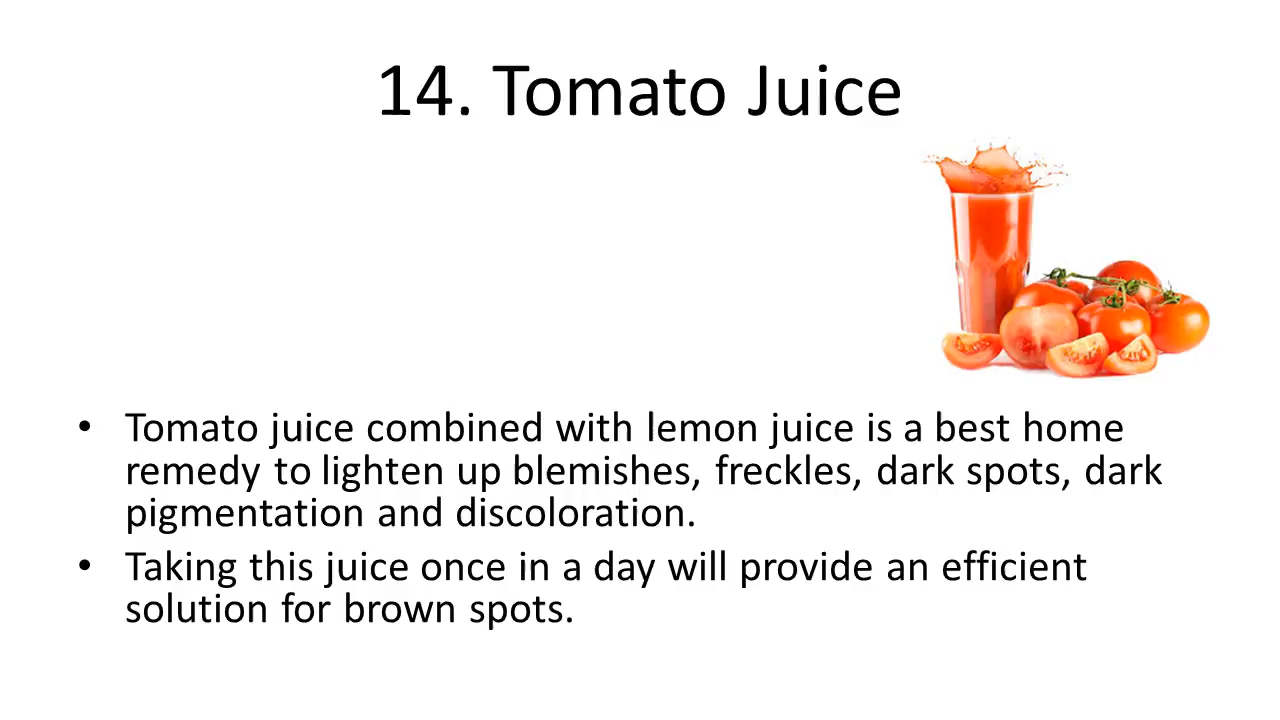 14. Tomato Juice
• Tomato juice combined with lemon juice is a best home
remedy to lighten up blemishes, freckles, dark spots, dark
pigmentation and discoloration.
• Taking this juice once in a day will provide an efficient
solution for brown spots.